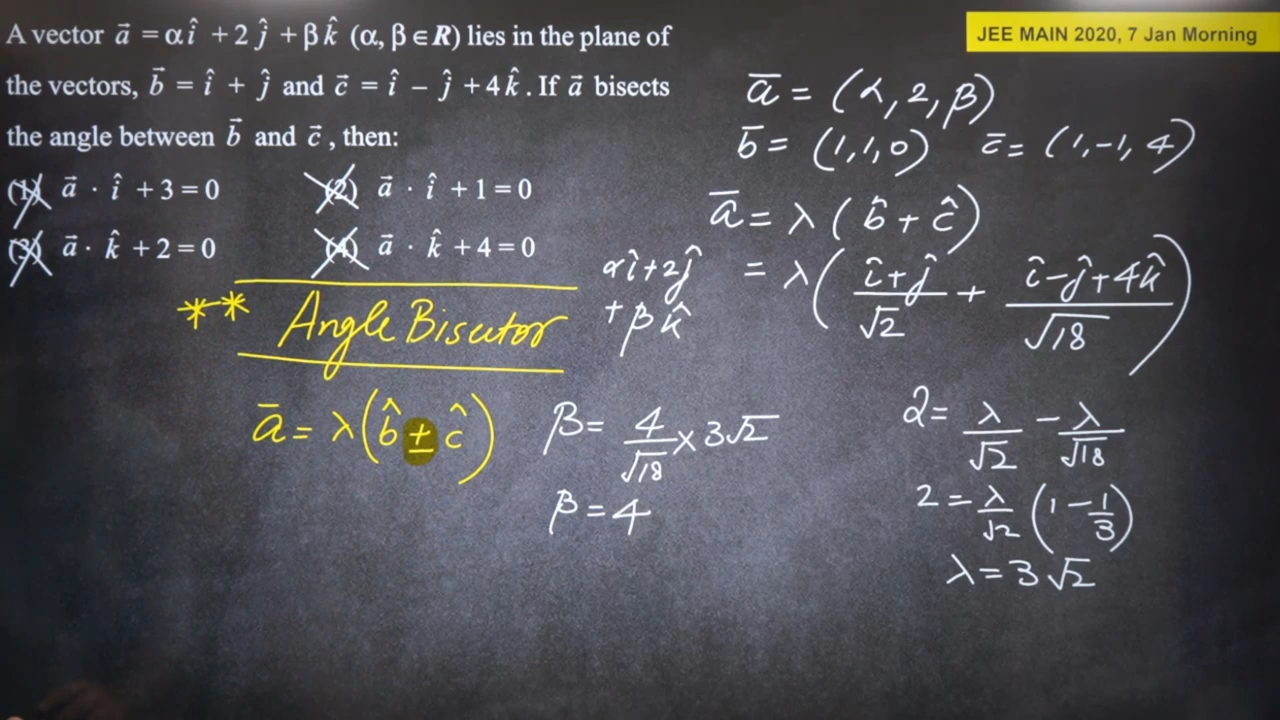 A vector a⃗ = αî + 2ĵ + βk̂ (α, β ∈ R) lies in the plane of
the vectors, b⃗ = î + ĵ and c⃗ = î − ĵ + 4k̂. If a⃗ bisects
the angle between b⃗ and c⃗, then:
(1) a⃗ · î + 3 = 0 (2) a⃗ · î + 1 = 0
(3) a⃗ · k̂ + 2 = 0 (4) a⃗ · k̂ + 4 = 0
JEE MAIN 2020, 7 Jan Morning
a̅ = (α, 2, β)
b̅ = (1, 1, 0) c̅ = (1, -1, 4)
a̅ = λ(b̂ + ĉ)
αî + 2ĵ + βk̂ = λ((î + ĵ)/√2 + (î - ĵ + 4k̂)/√18)
** Angle Bisector
a̅ = λ(b̂ ± ĉ)
2 = λ/√2 - λ/√18
2 = λ/√2 (1 - 1/3)
λ = 3√2
β = 4/√18 × 3√2
β = 4